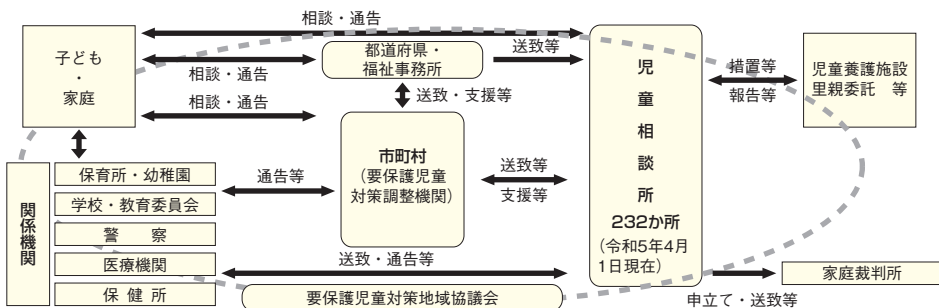 相談・通告
子ども
・
家庭
都道府県・
福祉事務所
送致等
相談・通告
相談・通告
送致・支援等
児童相談所
232か所
(令和5年4月
1日現在)
措置等
報告等
児童養護施設
里親委託　等
市町村
(要保護児童
対策調整機関)
送致等
支援等
関係機関
保育所・幼稚園
学校・教育委員会
警　察
医療機関
保 健 所
通告等
送致・通告等
要保護児童対策地域協議会
家庭裁判所
申立て・送致等